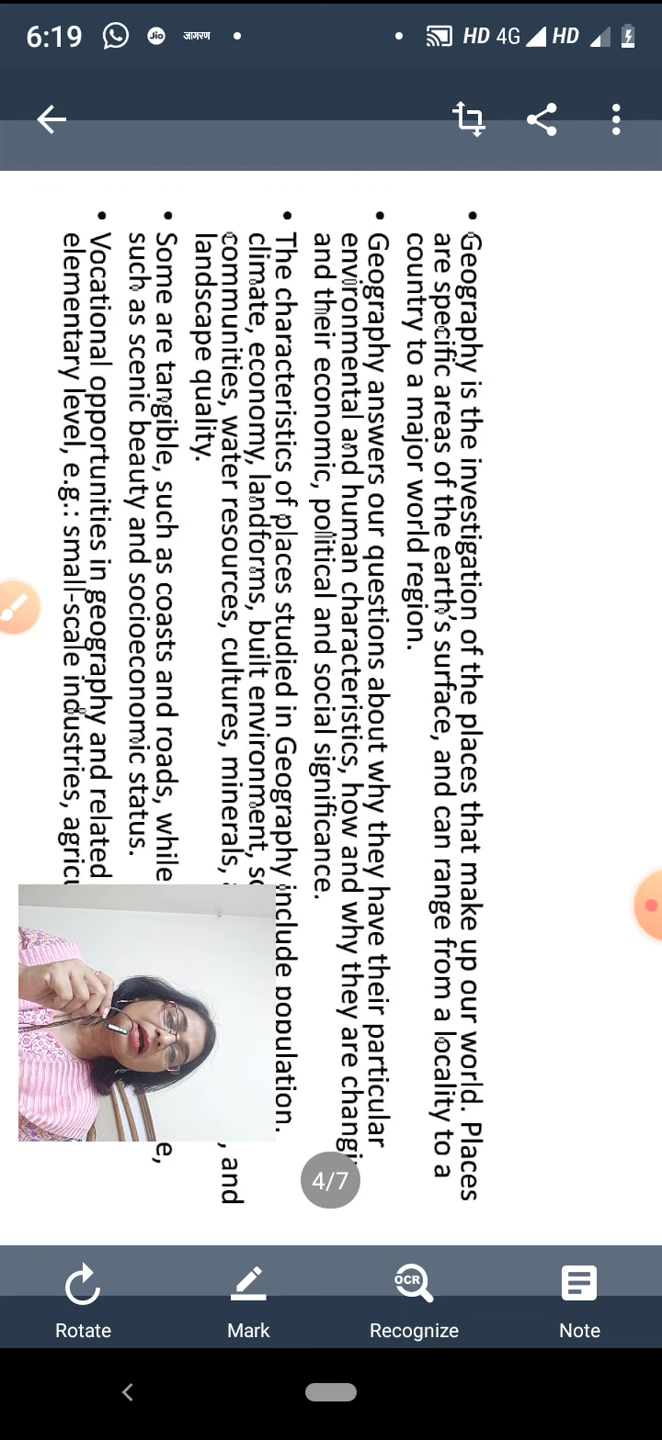 6:19
Jio
जागरण
HD 4G HD
• Geography is the investigation of the places that make up our world. Places
are specific areas of the earth's surface, and can range from a locality to a
country to a major world region.
• Geography answers our questions about why they have their particular
environmental and human characteristics, how and why they are changi
and their economic, political and social significance.
• The characteristics of places studied in Geography include population,
climate, economy, landforms, built environment, so
communities, water resources, cultures, minerals, , and
landscape quality.
• Some are tangible, such as coasts and roads, while e,
such as scenic beauty and socioeconomic status.
• Vocational opportunities in geography and related
elementary level, e.g.: small-scale industries, agricu
4/7
OCR
Rotate
Mark
Recognize
Note